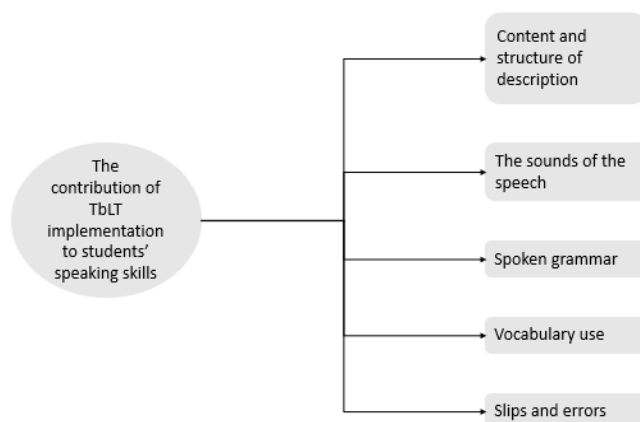 The
contribution of
TbLT
implementation
to students’
speaking skills
Content and
structure of
description
The sounds of the
speech
Spoken grammar
Vocabulary use
Slips and errors